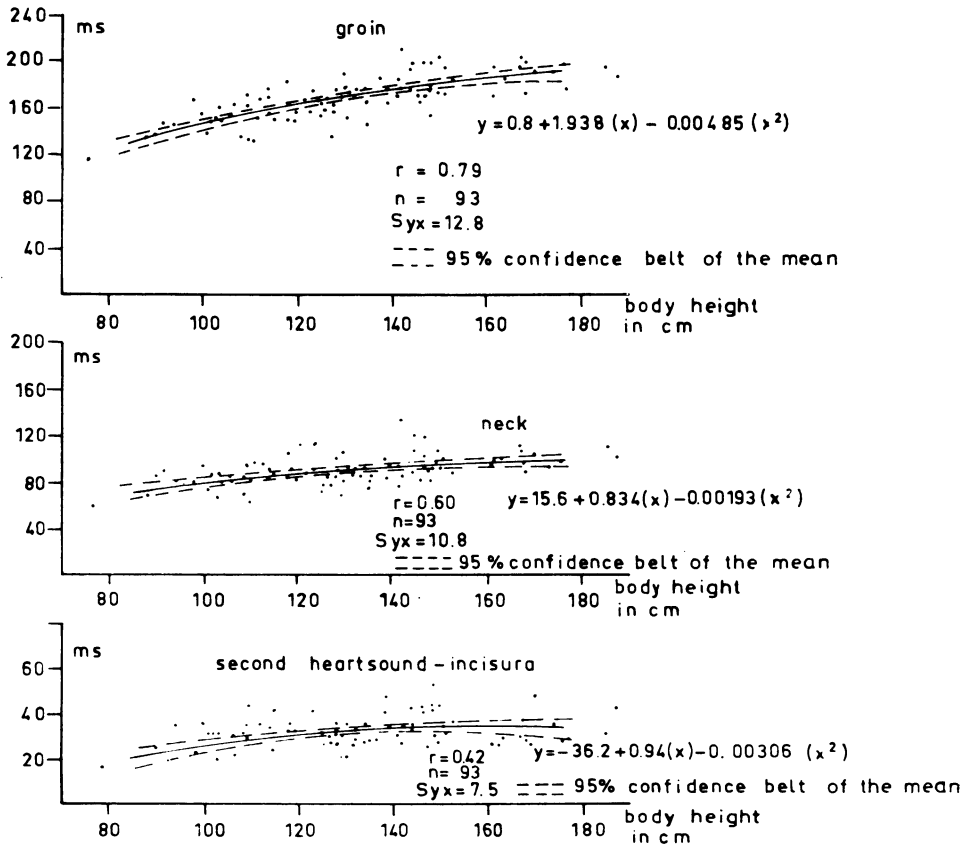 240
ms
groin
200
160
y = 0.8 + 1.938 (x) - 0.00485 (x²)
120
r = 0.79
80
n = 93
Syx = 12.8
40
95% confidence belt of the mean
80 100 120 140 160 180
body height
in cm
200
ms
160
120
neck
80
r = 0.60
y = 15.6 + 0.834(x) - 0.00193 (x²)
n = 93
40
Syx = 10.8
95% confidence belt of the mean
80 100 120 140 160 180
body height
in cm
ms
60
second heartsound - incisura
40
20
r = 0.42
y = -36.2 + 0.94(x) - 0.00306 (x²)
n = 93
Syx = 7.5
95% confidence belt of the mean
80 100 120 140 160 180
body height
in cm